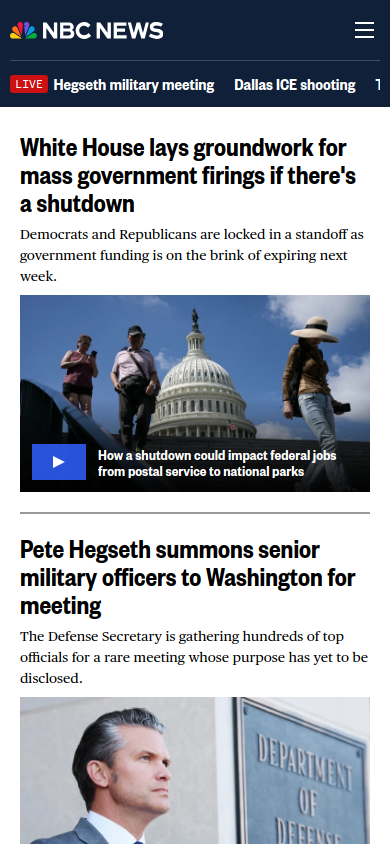 NBC NEWS
LIVE Hegseth military meeting Dallas ICE shooting
White House lays groundwork for
mass government firings if there's
a shutdown
Democrats and Republicans are locked in a standoff as
government funding is on the brink of expiring next
week.
How a shutdown could impact federal jobs
from postal service to national parks
Pete Hegseth summons senior
military officers to Washington for
meeting
The Defense Secretary is gathering hundreds of top
officials for a rare meeting whose purpose has yet to be
disclosed.
DEPARTMENT
OF
DEFENSE